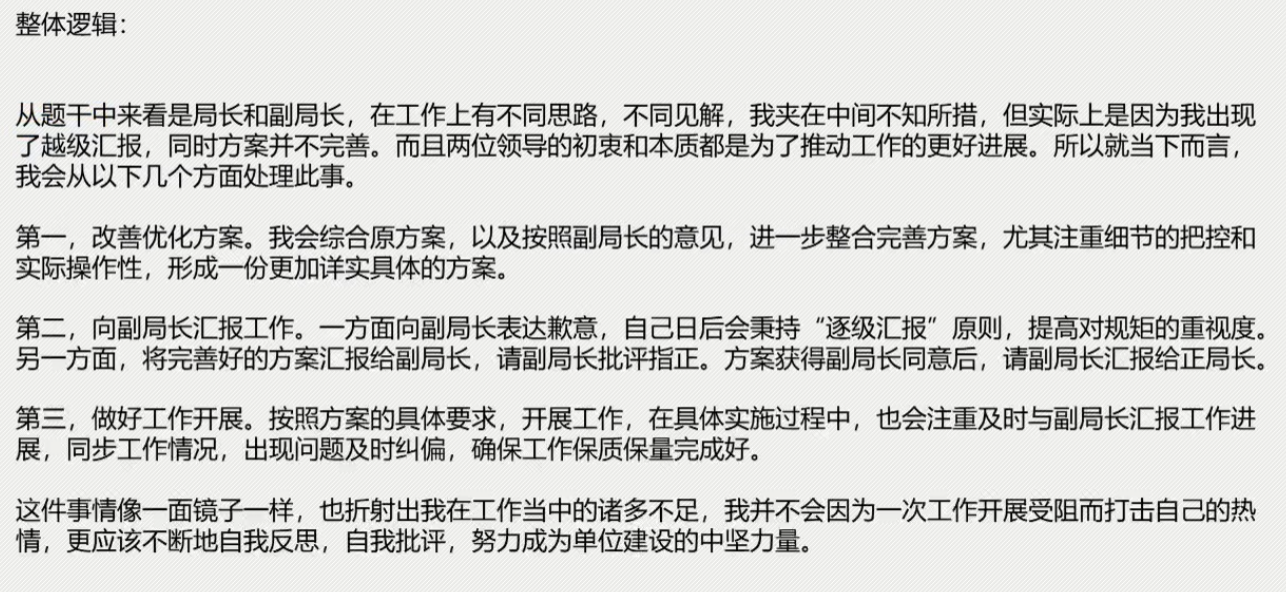 整体逻辑：
从题干中来看是局长和副局长，在工作上有不同思路，不同见解，我夹在中间不知所措，但实际上是因为我出现
了越级汇报，同时方案并不完善。而且两位领导的初衷和本质都是为了推动工作的更好进展。所以就当下而言，
我会从以下几个方面处理此事。
第一，改善优化方案。我会综合原方案，以及按照副局长的意见，进一步整合完善方案，尤其注重细节的把控和
实际操作性，形成一份更加详实具体的方案。
第二，向副局长汇报工作。一方面向副局长表达歉意，自己日后会秉持“逐级汇报”原则，提高对规矩的重视度。
另一方面，将完善好的方案汇报给副局长，请副局长批评指正。方案获得副局长同意后，请副局长汇报给正局长。
第三，做好工作开展。按照方案的具体要求，开展工作，在具体实施过程中，也会注重及时与副局长汇报工作进
展，同步工作情况，出现问题及时纠偏，确保工作保质保量完成好。
这件事情像一面镜子一样，也折射出我在工作当中的诸多不足，我并不会因为一次工作开展受阻而打击自己的热
情，更应该不断地自我反思，自我批评，努力成为单位建设的中坚力量。